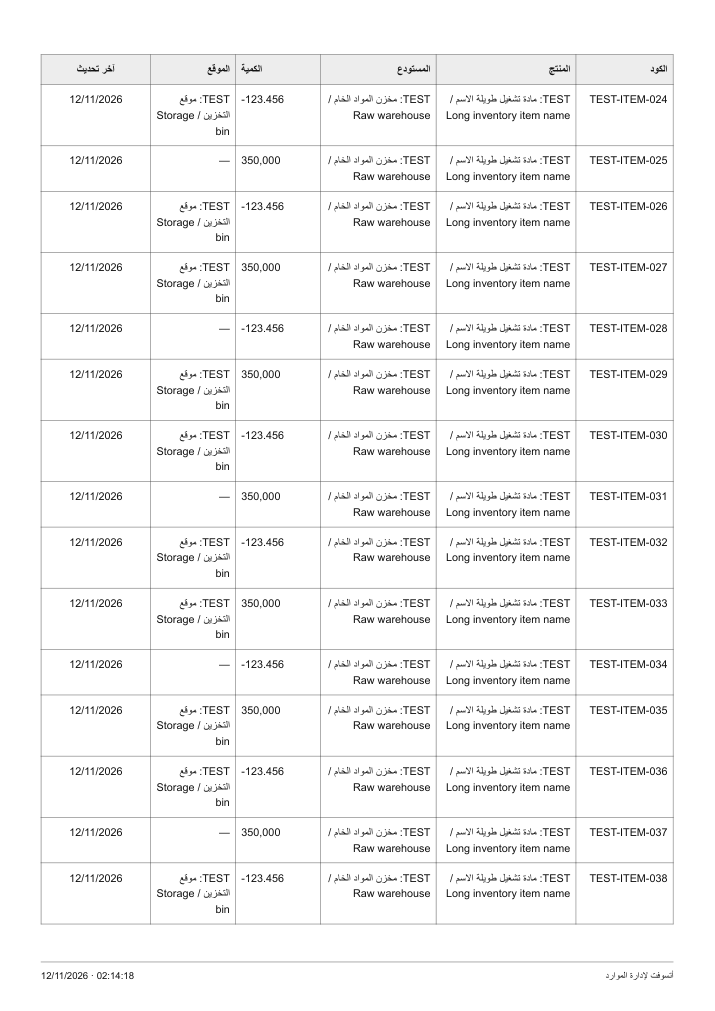 الكود المنتج المستودع الكمية الموقع آخر تحديث
TEST-ITEM-024 TEST: مادة تشغيل طويلة الاسم / TEST: مخزن المواد الخام / -123.456 TEST: موقع 12/11/2026
Long inventory item name Raw warehouse التخزين / Storage
bin
TEST-ITEM-025 TEST: مادة تشغيل طويلة الاسم / TEST: مخزن المواد الخام / 350,000 — 12/11/2026
Long inventory item name Raw warehouse
TEST-ITEM-026 TEST: مادة تشغيل طويلة الاسم / TEST: مخزن المواد الخام / -123.456 TEST: موقع 12/11/2026
Long inventory item name Raw warehouse التخزين / Storage
bin
TEST-ITEM-027 TEST: مادة تشغيل طويلة الاسم / TEST: مخزن المواد الخام / 350,000 TEST: موقع 12/11/2026
Long inventory item name Raw warehouse التخزين / Storage
bin
TEST-ITEM-028 TEST: مادة تشغيل طويلة الاسم / TEST: مخزن المواد الخام / -123.456 — 12/11/2026
Long inventory item name Raw warehouse
TEST-ITEM-029 TEST: مادة تشغيل طويلة الاسم / TEST: مخزن المواد الخام / 350,000 TEST: موقع 12/11/2026
Long inventory item name Raw warehouse التخزين / Storage
bin
TEST-ITEM-030 TEST: مادة تشغيل طويلة الاسم / TEST: مخزن المواد الخام / -123.456 TEST: موقع 12/11/2026
Long inventory item name Raw warehouse التخزين / Storage
bin
TEST-ITEM-031 TEST: مادة تشغيل طويلة الاسم / TEST: مخزن المواد الخام / 350,000 — 12/11/2026
Long inventory item name Raw warehouse
TEST-ITEM-032 TEST: مادة تشغيل طويلة الاسم / TEST: مخزن المواد الخام / -123.456 TEST: موقع 12/11/2026
Long inventory item name Raw warehouse التخزين / Storage
bin
TEST-ITEM-033 TEST: مادة تشغيل طويلة الاسم / TEST: مخزن المواد الخام / 350,000 TEST: موقع 12/11/2026
Long inventory item name Raw warehouse التخزين / Storage
bin
TEST-ITEM-034 TEST: مادة تشغيل طويلة الاسم / TEST: مخزن المواد الخام / -123.456 — 12/11/2026
Long inventory item name Raw warehouse
TEST-ITEM-035 TEST: مادة تشغيل طويلة الاسم / TEST: مخزن المواد الخام / 350,000 TEST: موقع 12/11/2026
Long inventory item name Raw warehouse التخزين / Storage
bin
TEST-ITEM-036 TEST: مادة تشغيل طويلة الاسم / TEST: مخزن المواد الخام / -123.456 TEST: موقع 12/11/2026
Long inventory item name Raw warehouse التخزين / Storage
bin
TEST-ITEM-037 TEST: مادة تشغيل طويلة الاسم / TEST: مخزن المواد الخام / 350,000 — 12/11/2026
Long inventory item name Raw warehouse
TEST-ITEM-038 TEST: مادة تشغيل طويلة الاسم / TEST: مخزن المواد الخام / -123.456 TEST: موقع 12/11/2026
Long inventory item name Raw warehouse التخزين / Storage
bin
أتسوفت لإدارة الموارد 12/11/2026 · 02:14:18